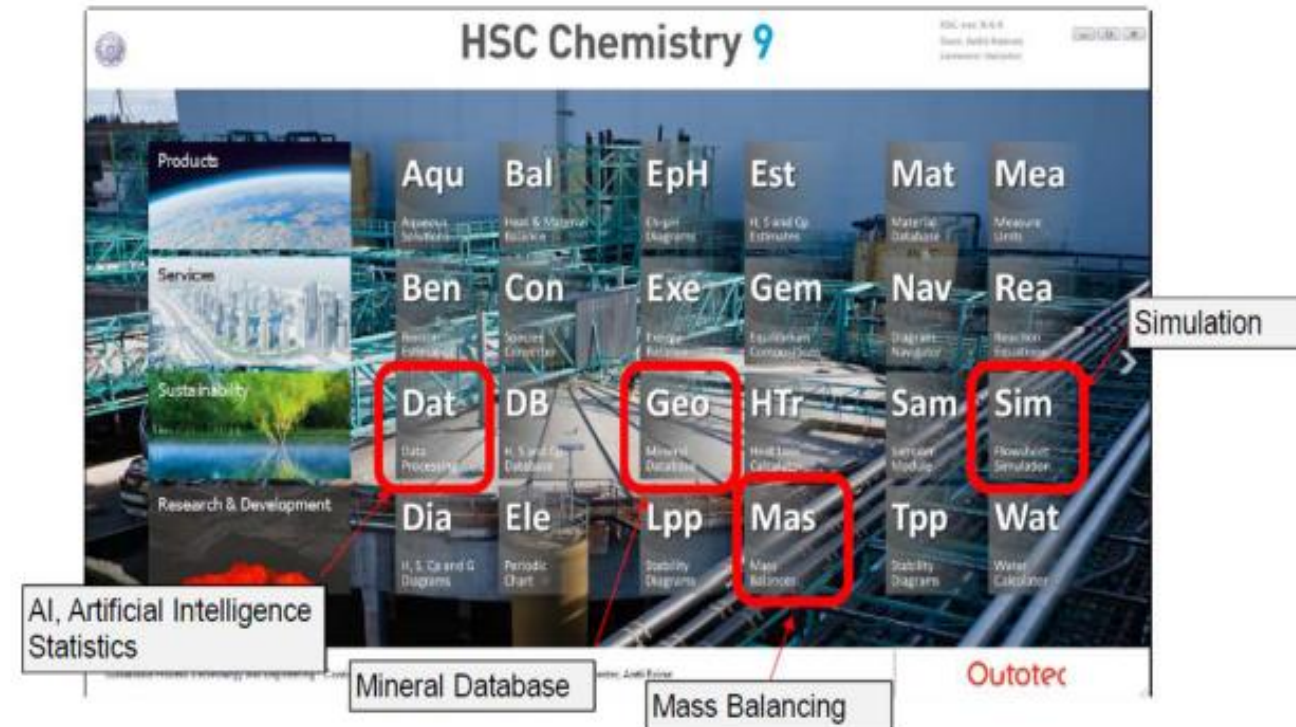 HSC Chemistry 9
Products
Aqu
Bal
EpH
Est
Mat
Mea
Aqueous
Solutions
Heat & Material
Balance
Eh-pH
Diagrams
H, S and Cp
Estimates
Material
Database
Measure
Units
Services
Ben
Con
Exe
Gem
Nav
Rea
Species
Converter
Exergy
Balance
Equilibrium
Compositions
Diagram
Navigator
Reaction
Equations
Simulation
Sustainability
Dat
DB
Geo
HTr
Sam
Sim
Data
Processing
H, S and Cp
Database
Mineral
Database
Heat Loss
Calculator
Module
Flowsheet
Simulation
Research & Development
Dia
Ele
Lpp
Mas
Tpp
Wat
H, S, Cp and G
Diagrams
Periodic
Chart
Stability
Diagrams
Mass
Balances
Stability
Diagrams
Water
Calculator
AI, Artificial Intelligence
Statistics
Mineral Database
Mass Balancing
Outotec